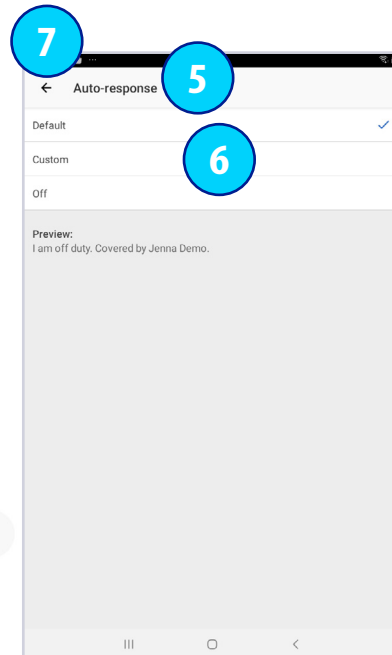 7
5
← Auto-response
Default
Custom
6
Off
Preview:
I am off duty. Covered by Jenna Demo.